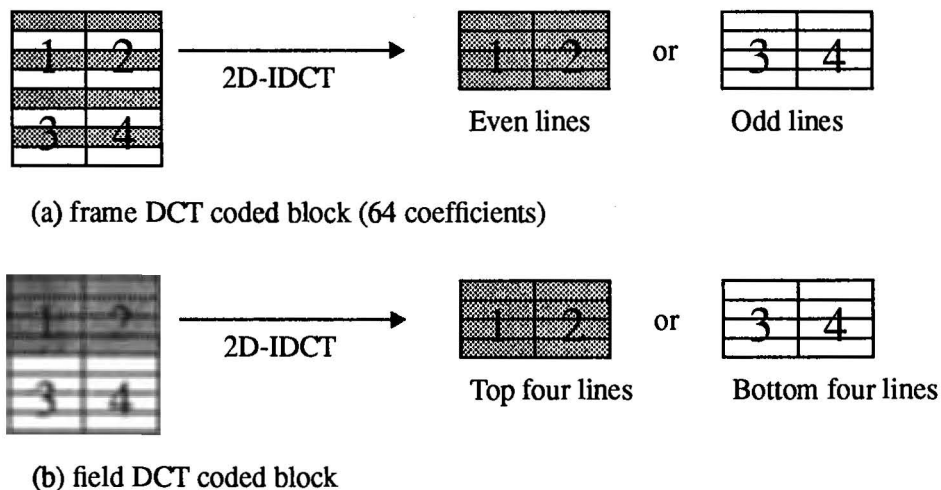 1 2
3 4
2D-IDCT
1 2
Even lines
or
3 4
Odd lines
(a) frame DCT coded block (64 coefficients)
1 2
3 4
2D-IDCT
1 2
Top four lines
or
3 4
Bottom four lines
(b) field DCT coded block